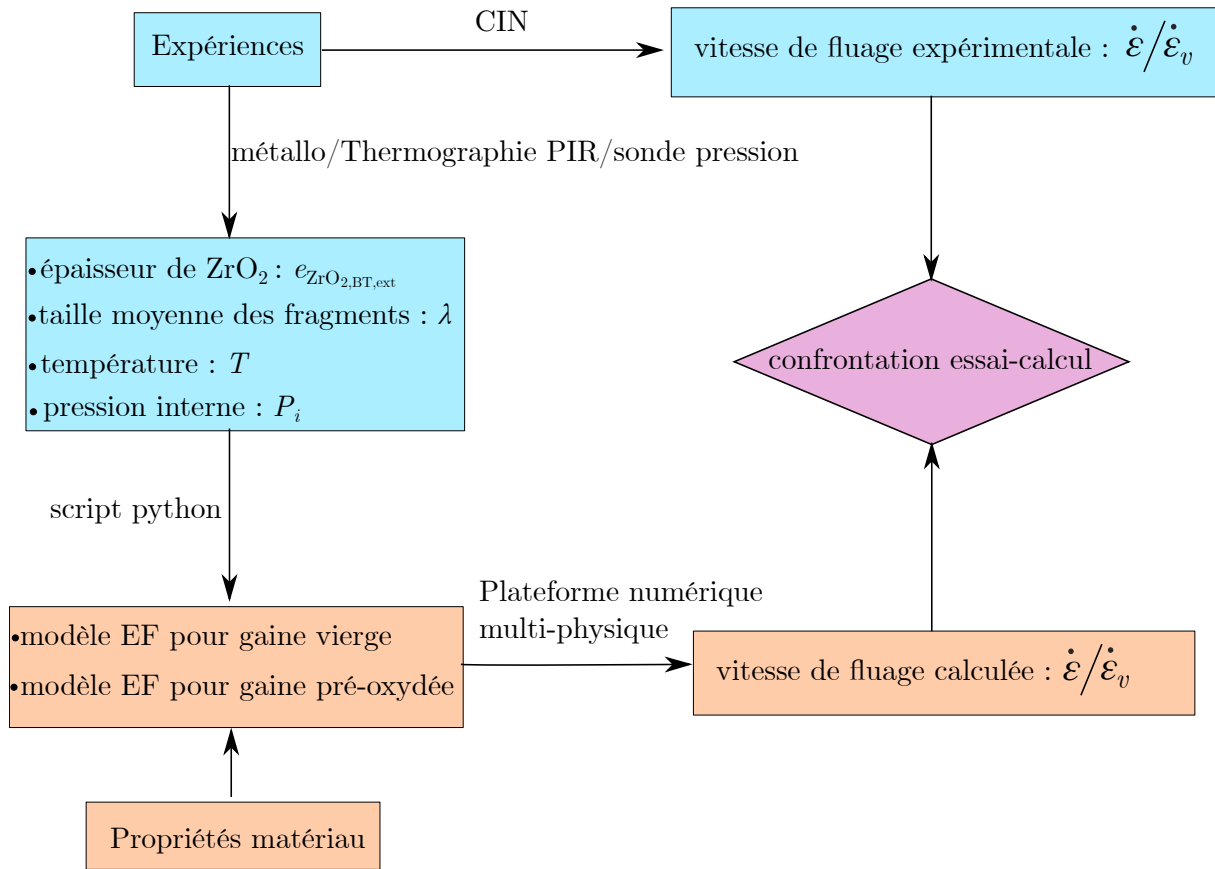 Expériences
CIN
vitesse de fluage expérimentale : ε̇/ε̇ᵥ
métallo/Thermographie PIR/sonde pression
•épaisseur de ZrO₂ : e_ZrO₂,BT,ext
•taille moyenne des fragments : λ
•température : T
•pression interne : Pᵢ
confrontation essai-calcul
script python
•modèle EF pour gaine vierge
•modèle EF pour gaine pré-oxydée
Plateforme numérique
multi-physique
vitesse de fluage calculée : ε̇/ε̇ᵥ
Propriétés matériau